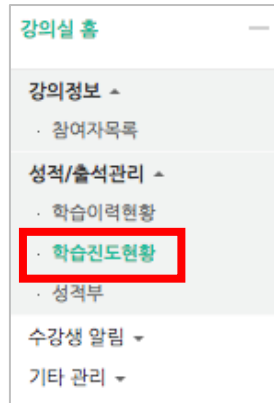 강의실 홈
강의정보
· 참여자목록
성적/출석관리
· 학습이력현황
· 학습진도현황
· 성적부
수강생 알림
기타 관리